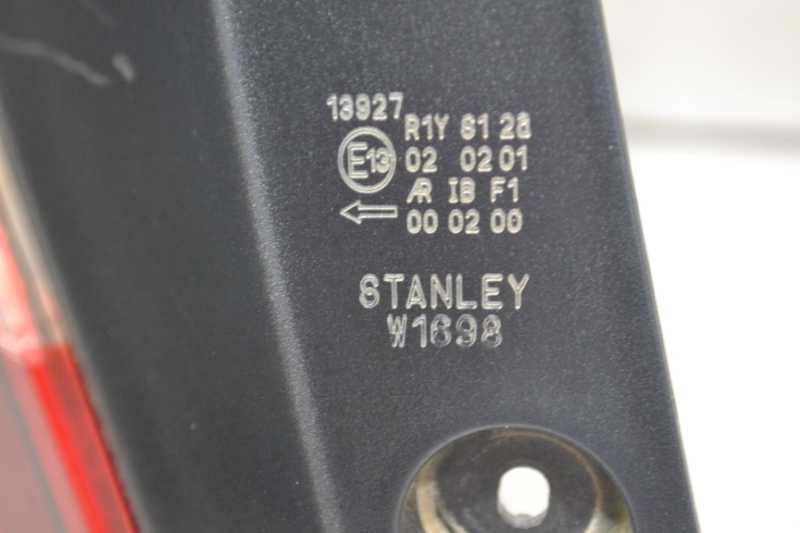 13927
R1Y S1 2a
E13
02 02 01
AR IB F1
00 02 00
STANLEY
W1698